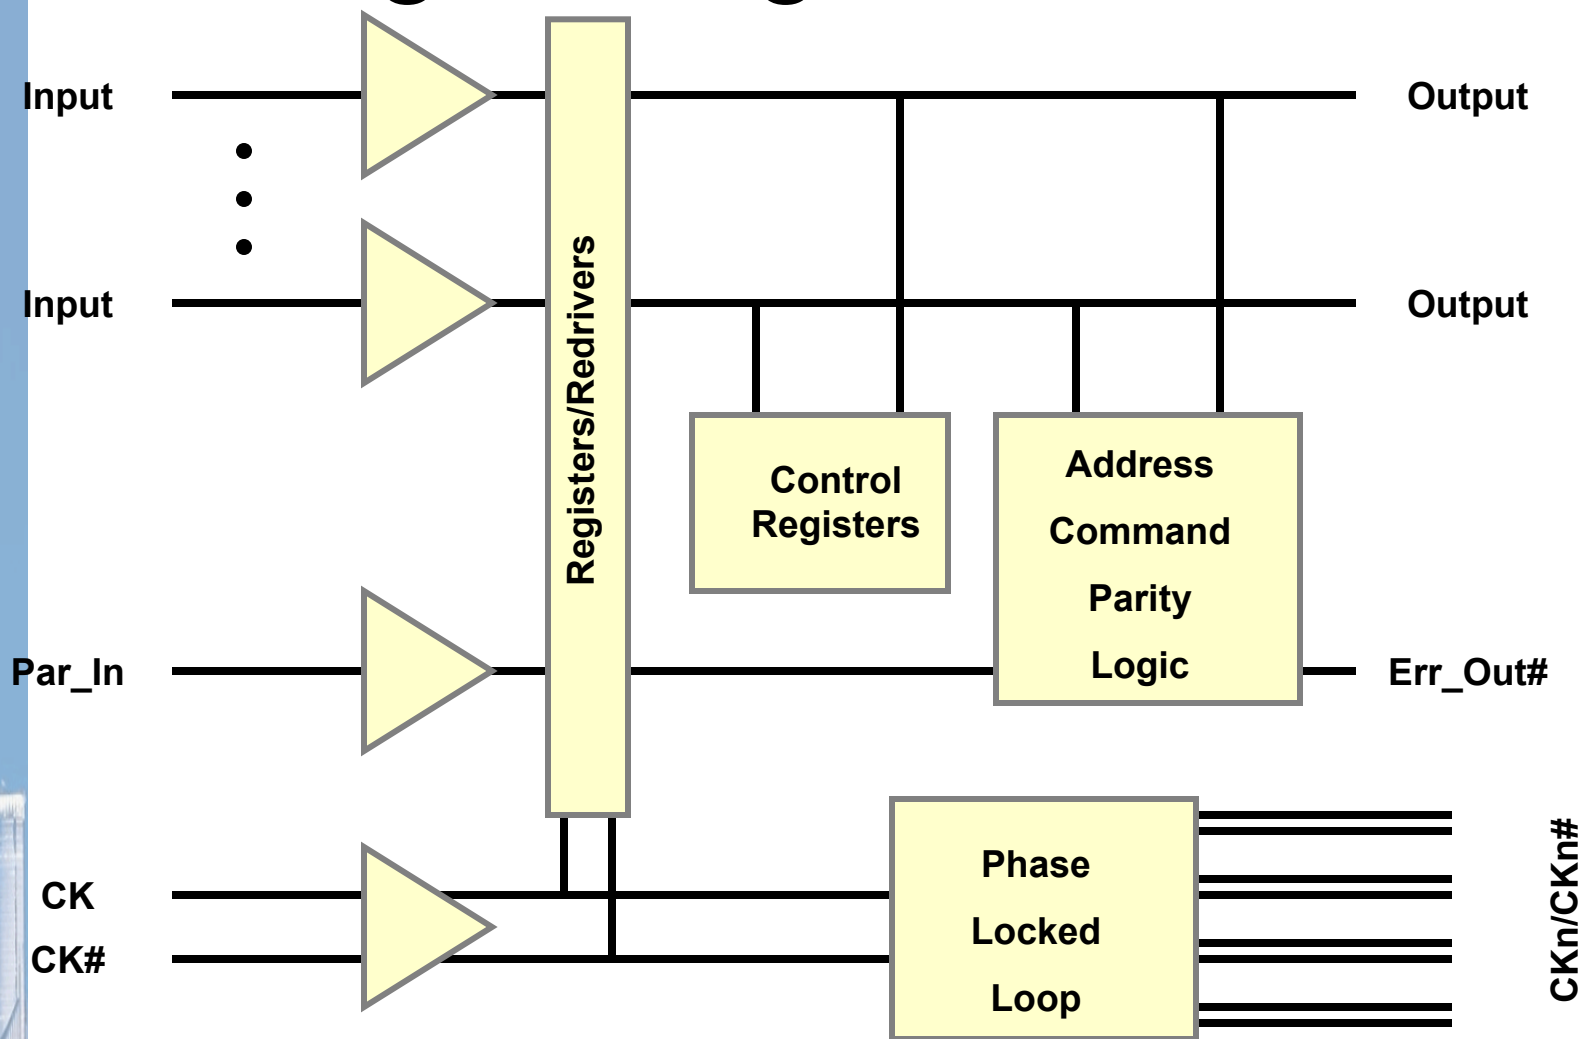 Input
Output
Input
Output
Registers/Redrivers
Control
Registers
Address
Command
Parity
Logic
Par_In
Err_Out#
CK
CK#
Phase
Locked
Loop
CKn/CKn#